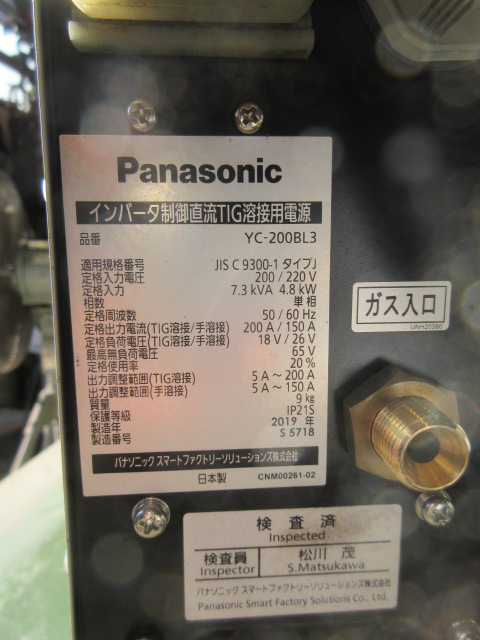 Panasonic
インバータ制御直流TIG溶接用電源
品番 YC-200BL3
適用規格番号 JIS C 9300-1 タイプJ
定格入力電圧 200 / 220 V
定格入力 7.3 kVA 4.8 kW
相数 単相
定格周波数 50 / 60 Hz
定格出力電流(TIG溶接/手溶接) 200 A / 150 A
定格負荷電圧(TIG溶接/手溶接) 18 V / 26 V
最高無負荷電圧 65 V
定格使用率 20 %
出力調整範囲(TIG溶接) 5 A ~ 200 A
出力調整範囲(手溶接) 5 A ~ 150 A
質量 9 kg
保護等級 IP21S
製造年 2019 年
製造番号 S 5718
パナソニック スマートファクトリーソリューションズ株式会社
日本製 CNM00261-02
ガス入口
UNH20380
検査済
Inspected
検査員 松川 茂
Inspector S.Matsukawa
パナソニック スマートファクトリーソリューションズ株式会社
Panasonic Smart Factory Solutions Co., Ltd.